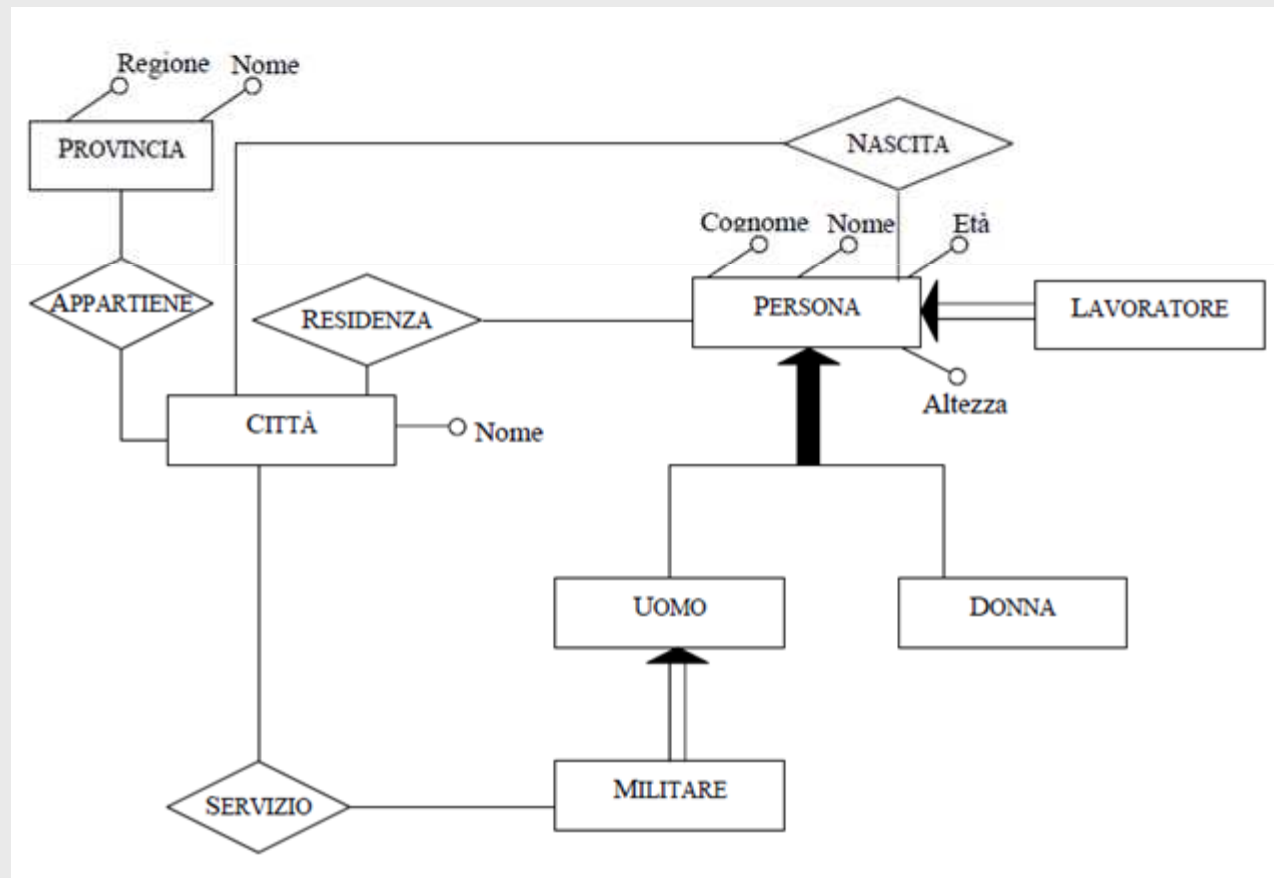 Regione Nome
PROVINCIA
NASCITA
Cognome Nome Età
APPARTIENE
RESIDENZA
PERSONA
LAVORATORE
Altezza
CITTÀ
Nome
UOMO
DONNA
MILITARE
SERVIZIO